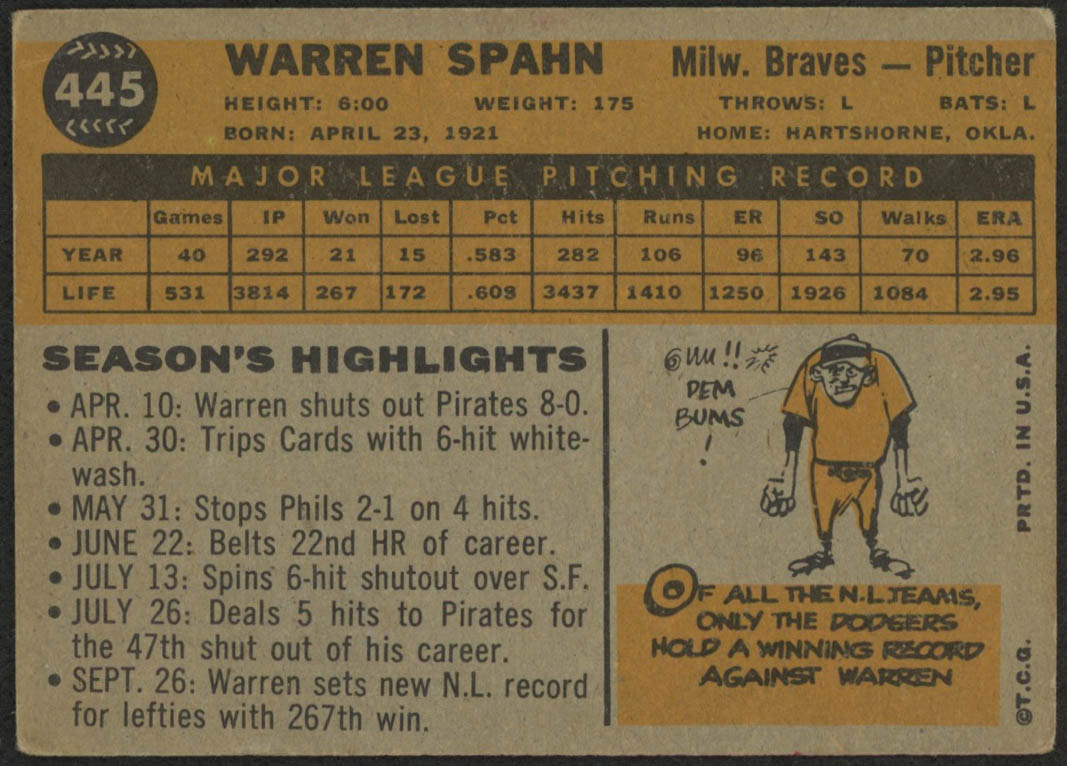 445
WARREN SPAHN Milw. Braves — Pitcher
HEIGHT: 6:00 WEIGHT: 175 THROWS: L BATS: L
BORN: APRIL 23, 1921 HOME: HARTSHORNE, OKLA.
MAJOR LEAGUE PITCHING RECORD
Games IP Won Lost Pct Hits Runs ER SO Walks ERA
YEAR 40 292 21 15 .583 282 106 96 143 70 2.96
LIFE 531 3814 267 172 .608 3437 1410 1250 1926 1084 2.95
SEASON'S HIGHLIGHTS
• APR. 10: Warren shuts out Pirates 8-0.
• APR. 30: Trips Cards with 6-hit white-
wash.
• MAY 31: Stops Phils 2-1 on 4 hits.
• JUNE 22: Belts 22nd HR of career.
• JULY 13: Spins 6-hit shutout over S.F.
• JULY 26: Deals 5 hits to Pirates for
the 47th shut out of his career.
• SEPT. 26: Warren sets new N.L. record
for lefties with 267th win.
!!
DEM
BUMS
!
OF ALL THE N.L. TEAMS,
ONLY THE DODGERS
HOLD A WINNING RECORD
AGAINST WARREN
PRTD. IN U.S.A.
©T.C.G.